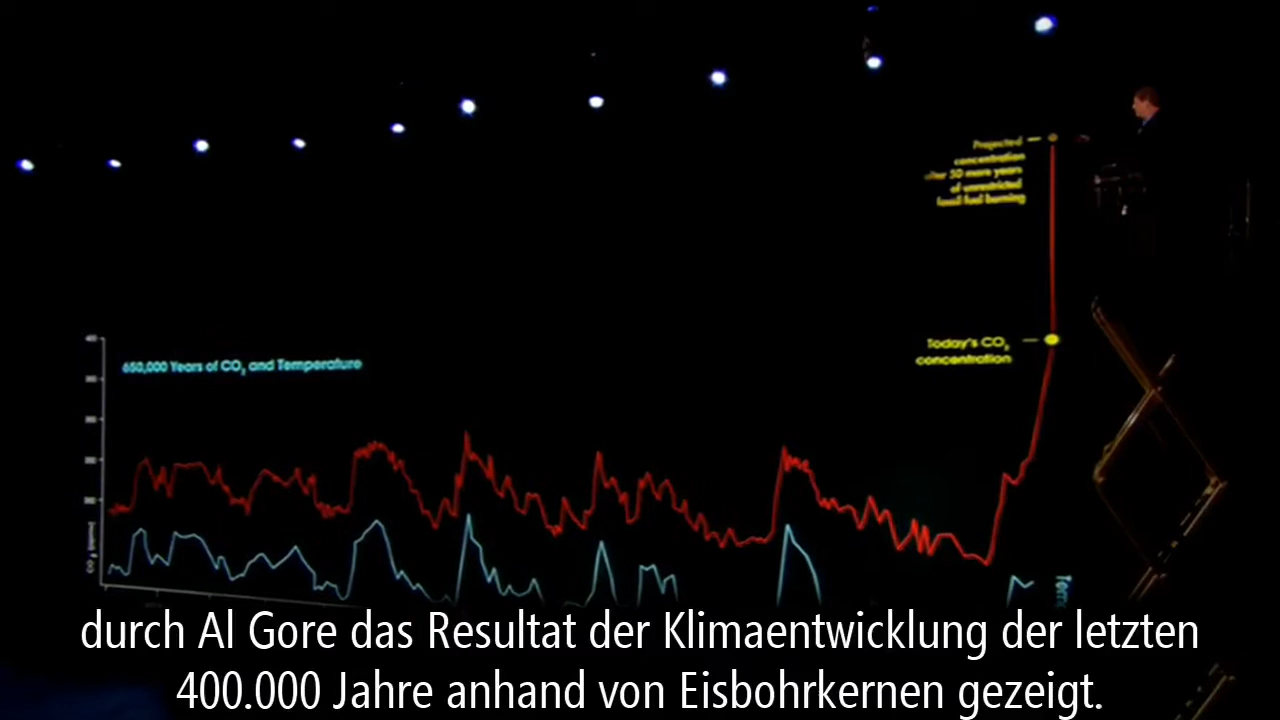 Projected
concentration
after 50 more years
of unrestricted
fossil fuel burning
400
Today's CO₂
concentration
650,000 Years of CO₂ and Temperature
durch Al Gore das Resultat der Klimaentwicklung der letzten
400.000 Jahre anhand von Eisbohrkernen gezeigt.